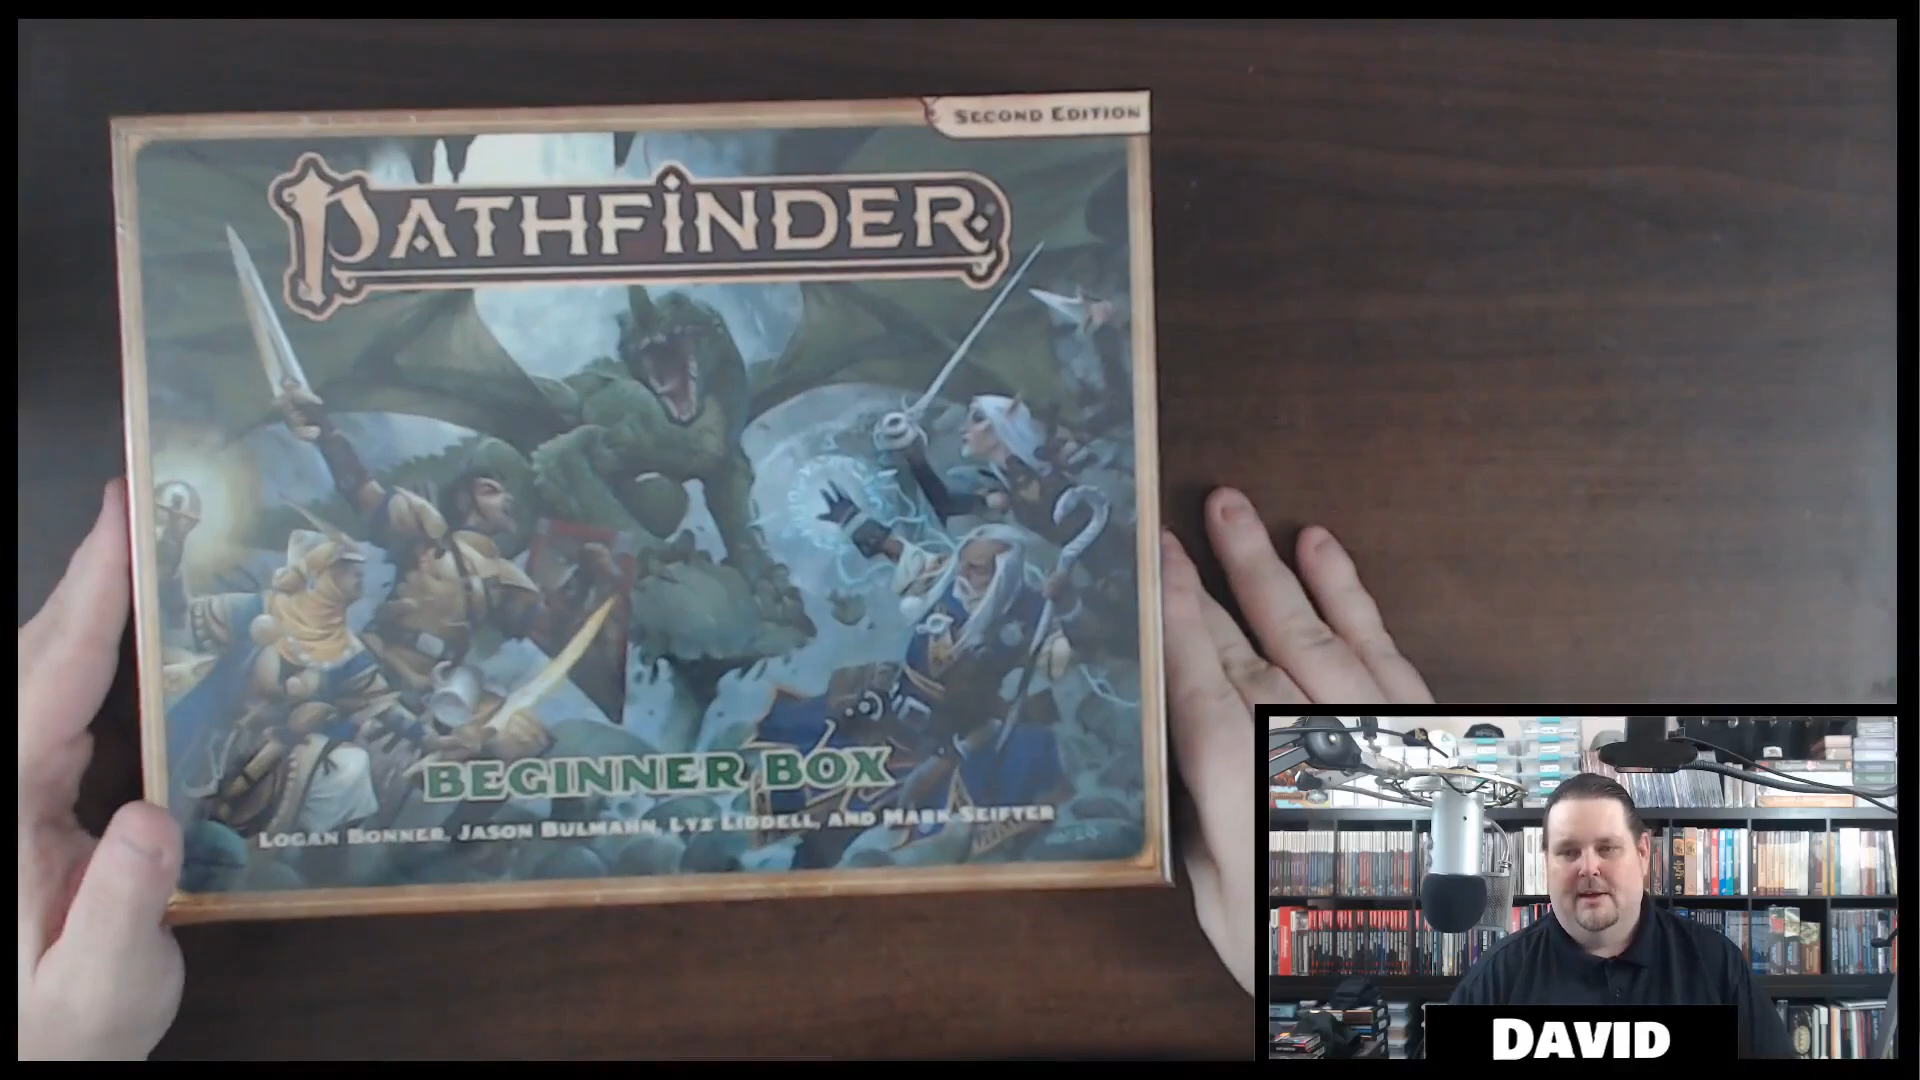 SECOND EDITION
PATHFINDER
BEGINNER BOX
LOGAN BONNER, JASON BULMAHN, LYZ LIDDELL, AND MARK SEIFTER
DAVID